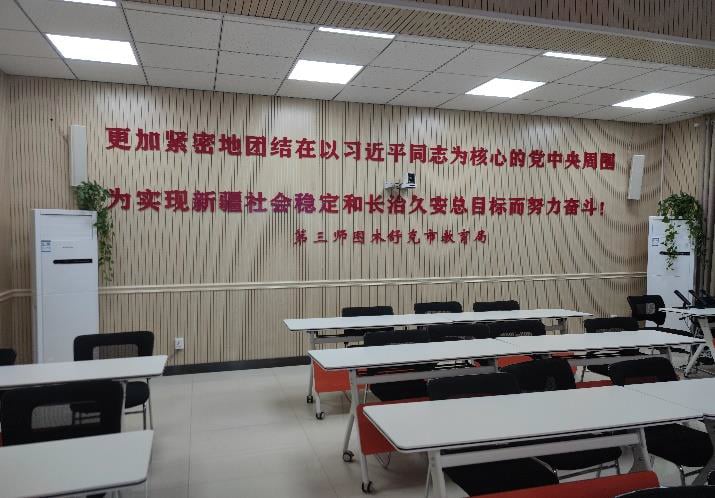 更加紧密地团结在以习近平同志为核心的党中央周围
为实现新疆社会稳定和长治久安总目标而努力奋斗!
第三师图木舒克市教育局